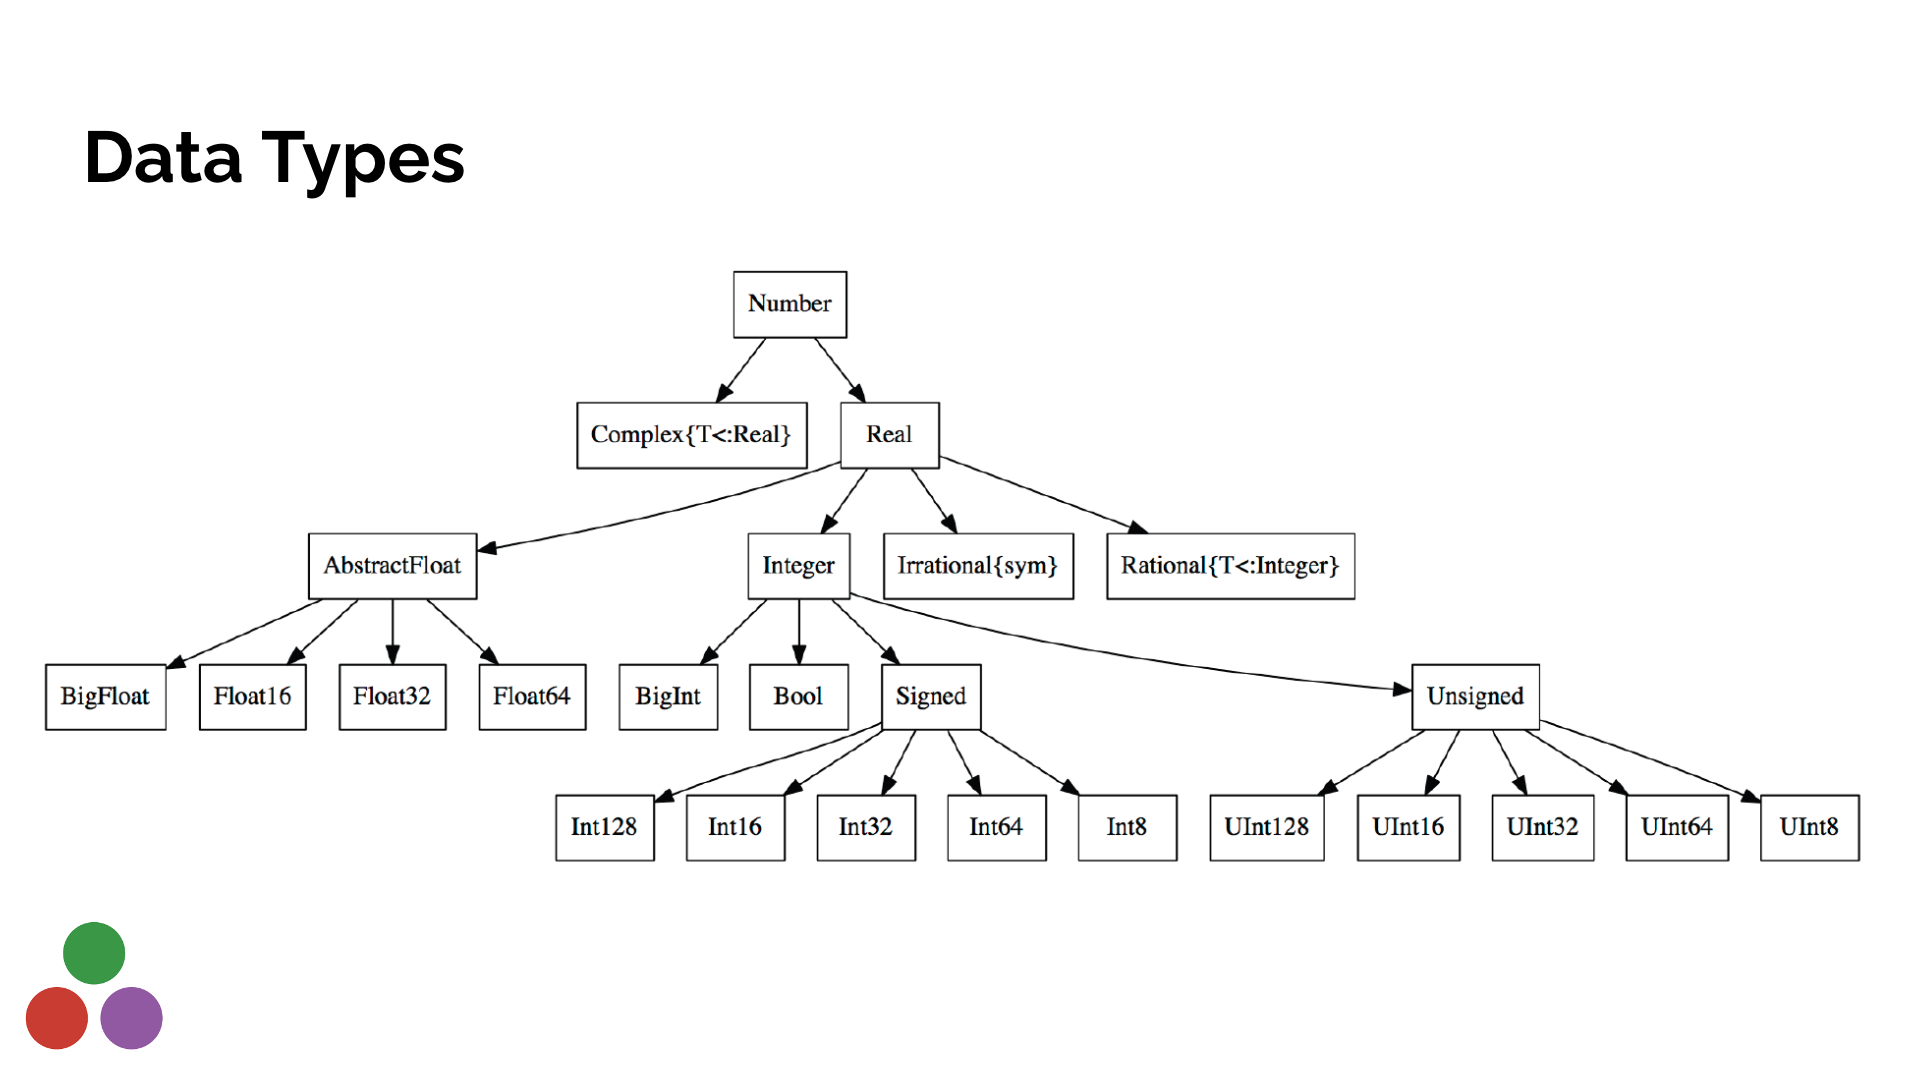 Data Types
Number
Complex{T<:Real}
Real
AbstractFloat
Integer
Irrational{sym}
Rational{T<:Integer}
BigFloat
Float16
Float32
Float64
BigInt
Bool
Signed
Unsigned
Int128
Int16
Int32
Int64
Int8
UInt128
UInt16
UInt32
UInt64
UInt8